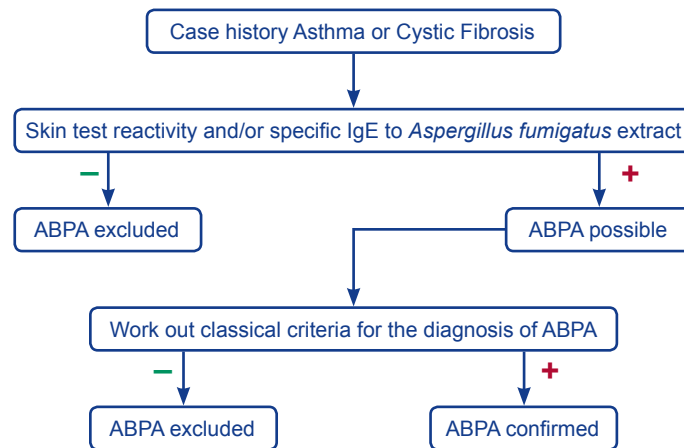 Case history Asthma or Cystic Fibrosis
Skin test reactivity and/or specific IgE to Aspergillus fumigatus extract
– +
ABPA excluded ABPA possible
Work out classical criteria for the diagnosis of ABPA
– +
ABPA excluded ABPA confirmed